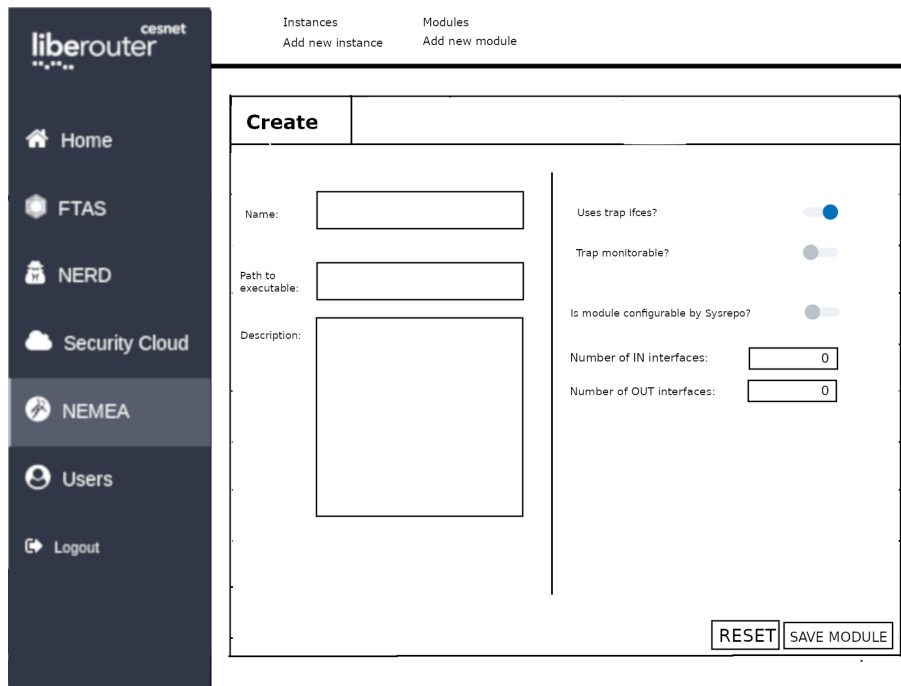 cesnet
liberouter
Home
FTAS
NERD
Security Cloud
NEMEA
Users
Logout
Instances
Modules
Add new instance
Add new module
Create
Name:
Path to
executable:
Description:
Uses trap ifces?
Trap monitorable?
Is module configurable by Sysrepo?
Number of IN interfaces: 0
Number of OUT interfaces: 0
RESET
SAVE MODULE